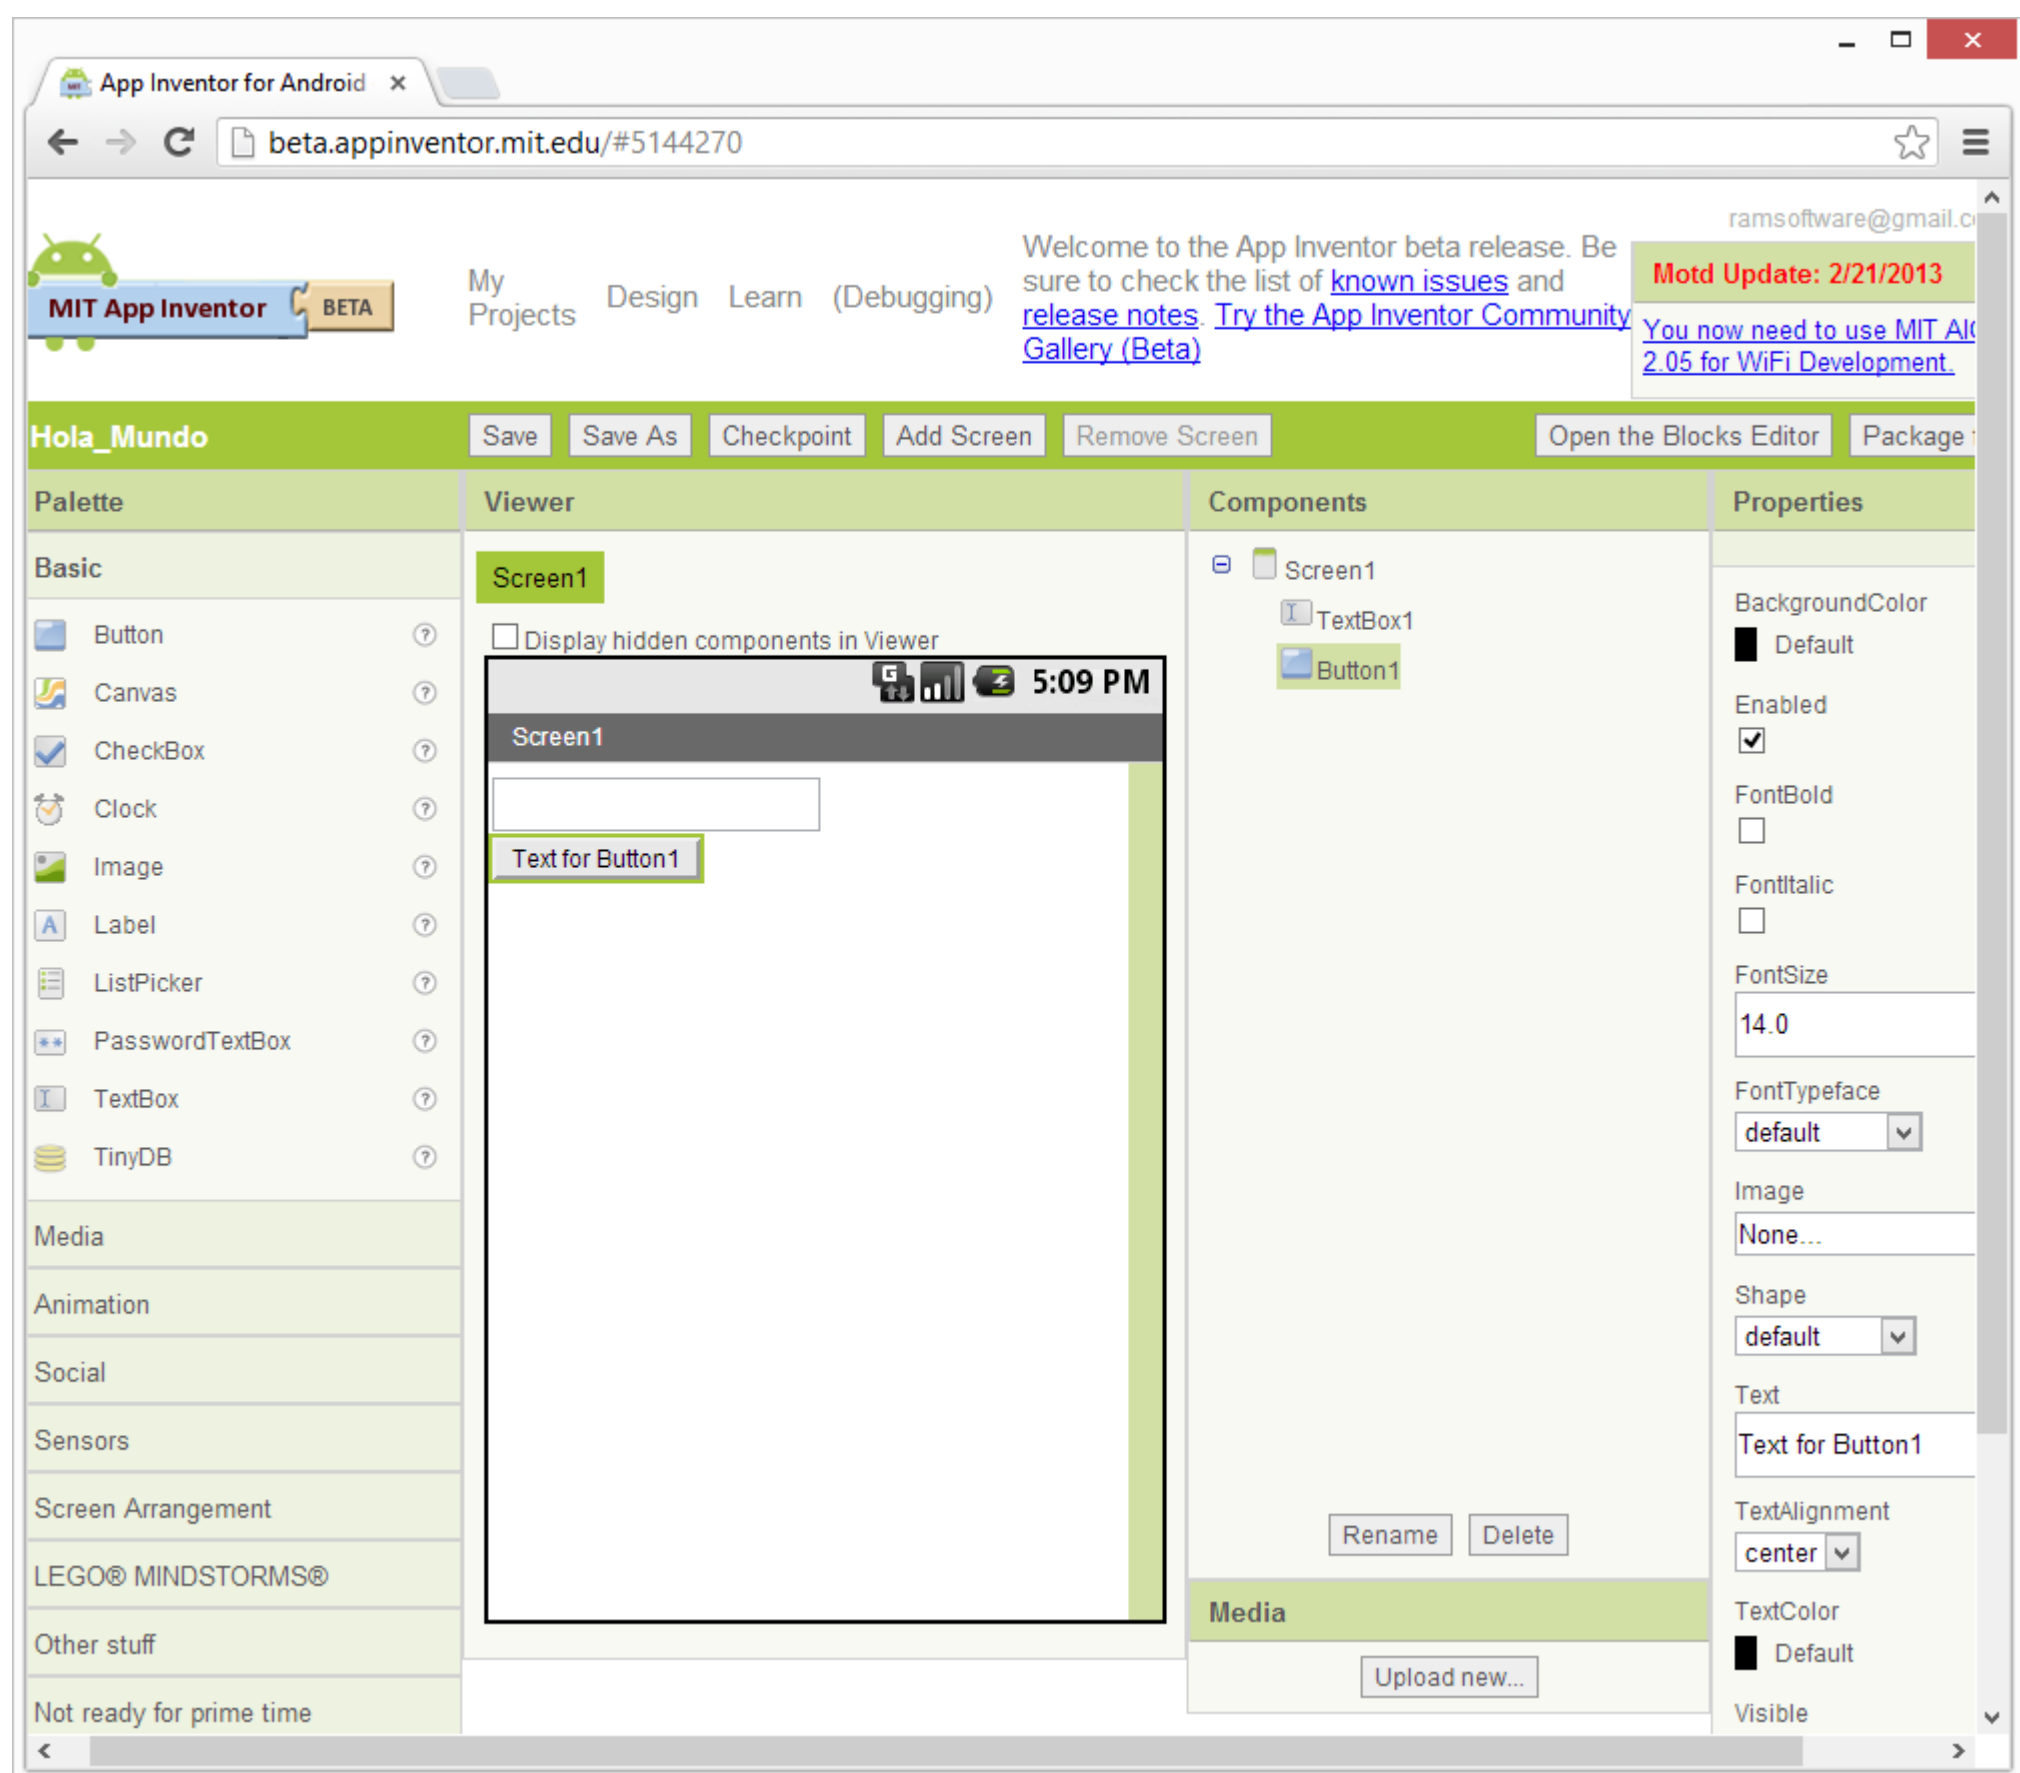 App Inventor for Android
beta.appinventor.mit.edu/#5144270
ramsoftware@gmail.c
MIT App Inventor BETA
My Projects
Design
Learn
(Debugging)
Welcome to the App Inventor beta release. Be
sure to check the list of known issues and
release notes. Try the App Inventor Community
Gallery (Beta)
Motd Update: 2/21/2013
You now need to use MIT AI
2.05 for WiFi Development.
Hola_Mundo
Save
Save As
Checkpoint
Add Screen
Remove Screen
Open the Blocks Editor
Package
Palette
Basic
Button
Canvas
CheckBox
Clock
Image
Label
ListPicker
PasswordTextBox
TextBox
TinyDB
Media
Animation
Social
Sensors
Screen Arrangement
LEGO® MINDSTORMS®
Other stuff
Not ready for prime time
Viewer
Screen1
Display hidden components in Viewer
5:09 PM
Screen1
Text for Button1
Components
Screen1
TextBox1
Button1
Rename
Delete
Media
Upload new...
Properties
BackgroundColor
Default
Enabled
FontBold
FontItalic
FontSize
14.0
FontTypeface
default
Image
None...
Shape
default
Text
Text for Button1
TextAlignment
center
TextColor
Default
Visible